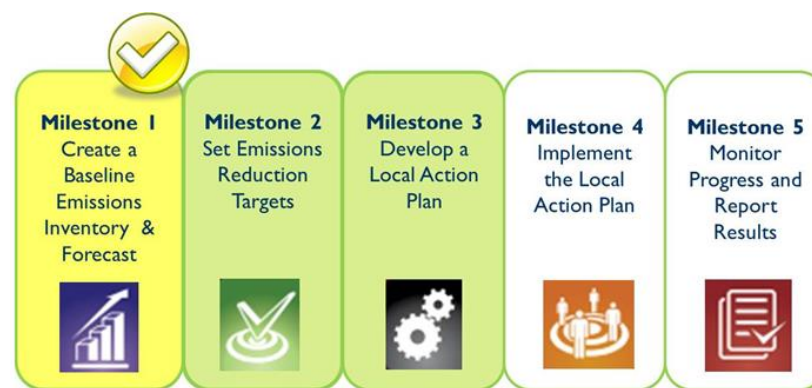 Milestone 1
Create a
Baseline
Emissions
Inventory &
Forecast
Milestone 2
Set Emissions
Reduction
Targets
Milestone 3
Develop a
Local Action
Plan
Milestone 4
Implement
the Local
Action Plan
Milestone 5
Monitor
Progress and
Report
Results